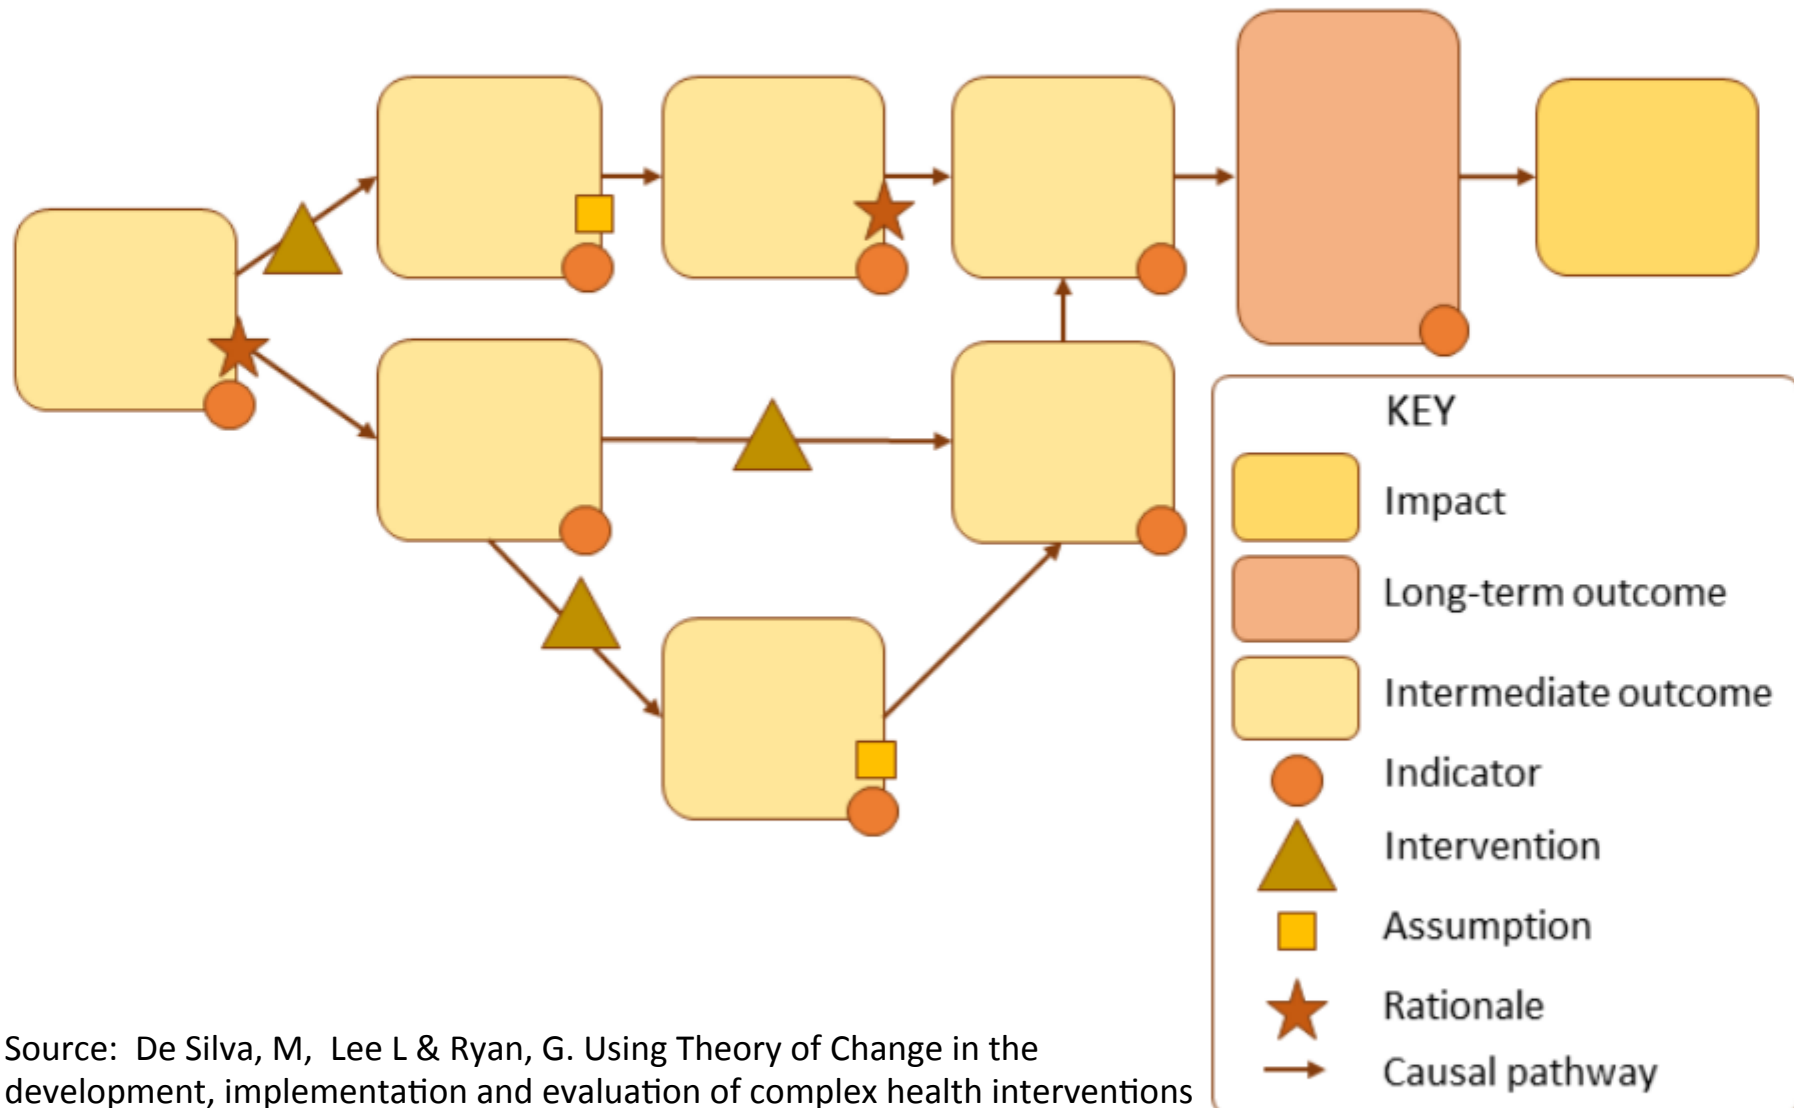 KEY
Impact
Long-term outcome
Intermediate outcome
Indicator
Intervention
Assumption
Rationale
Causal pathway
Source:  De Silva, M,  Lee L & Ryan, G. Using Theory of Change in the
development, implementation and evaluation of complex health interventions